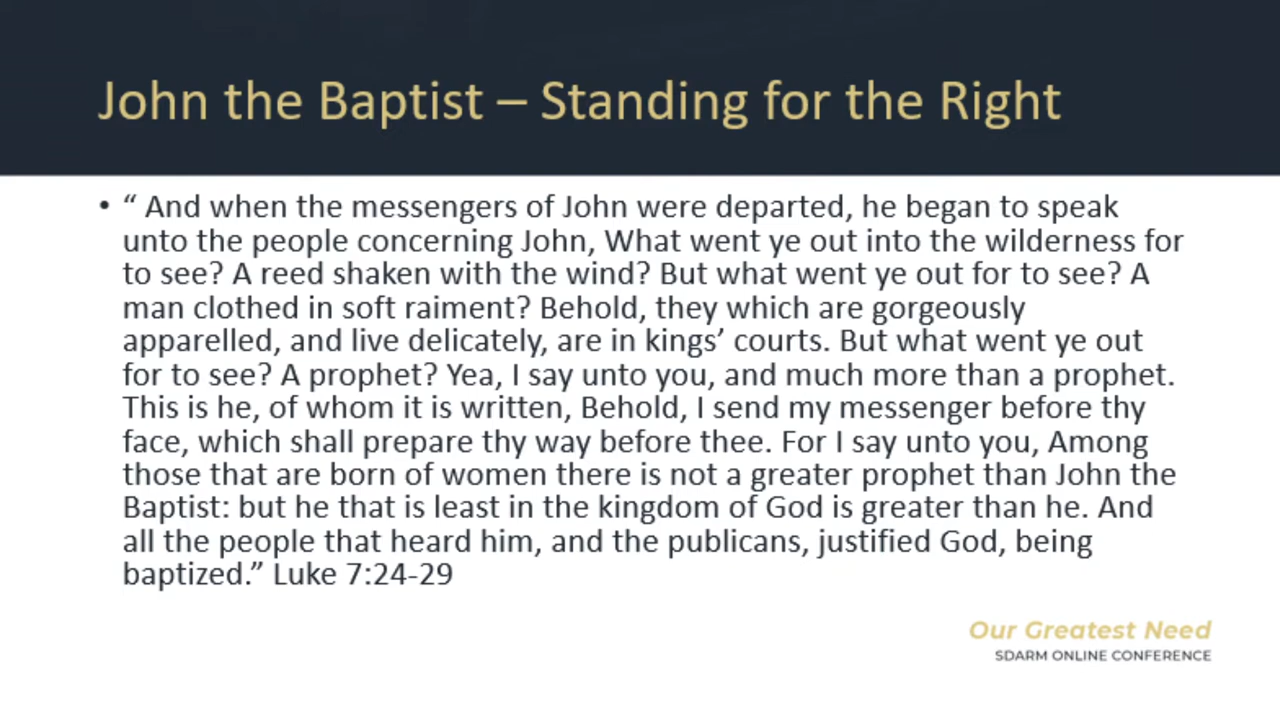 John the Baptist – Standing for the Right
• “ And when the messengers of John were departed, he began to speak
unto the people concerning John, What went ye out into the wilderness for
to see? A reed shaken with the wind? But what went ye out for to see? A
man clothed in soft raiment? Behold, they which are gorgeously
apparelled, and live delicately, are in kings’ courts. But what went ye out
for to see? A prophet? Yea, I say unto you, and much more than a prophet.
This is he, of whom it is written, Behold, I send my messenger before thy
face, which shall prepare thy way before thee. For I say unto you, Among
those that are born of women there is not a greater prophet than John the
Baptist: but he that is least in the kingdom of God is greater than he. And
all the people that heard him, and the publicans, justified God, being
baptized.” Luke 7:24-29
Our Greatest Need
SDARM ONLINE CONFERENCE